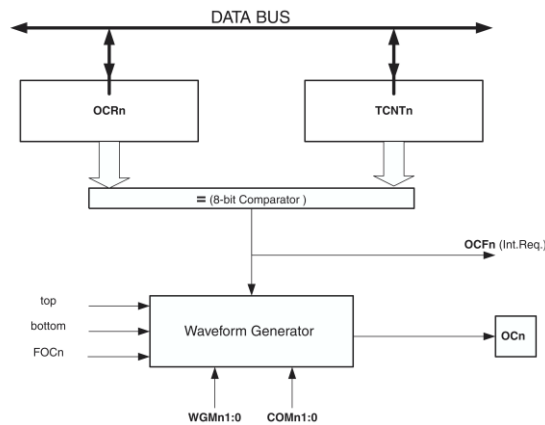 DATA BUS
OCRn
TCNTn
= (8-bit Comparator )
OCFn (Int.Req.)
top
bottom
FOCn
Waveform Generator
OCn
WGMn1:0
COMn1:0